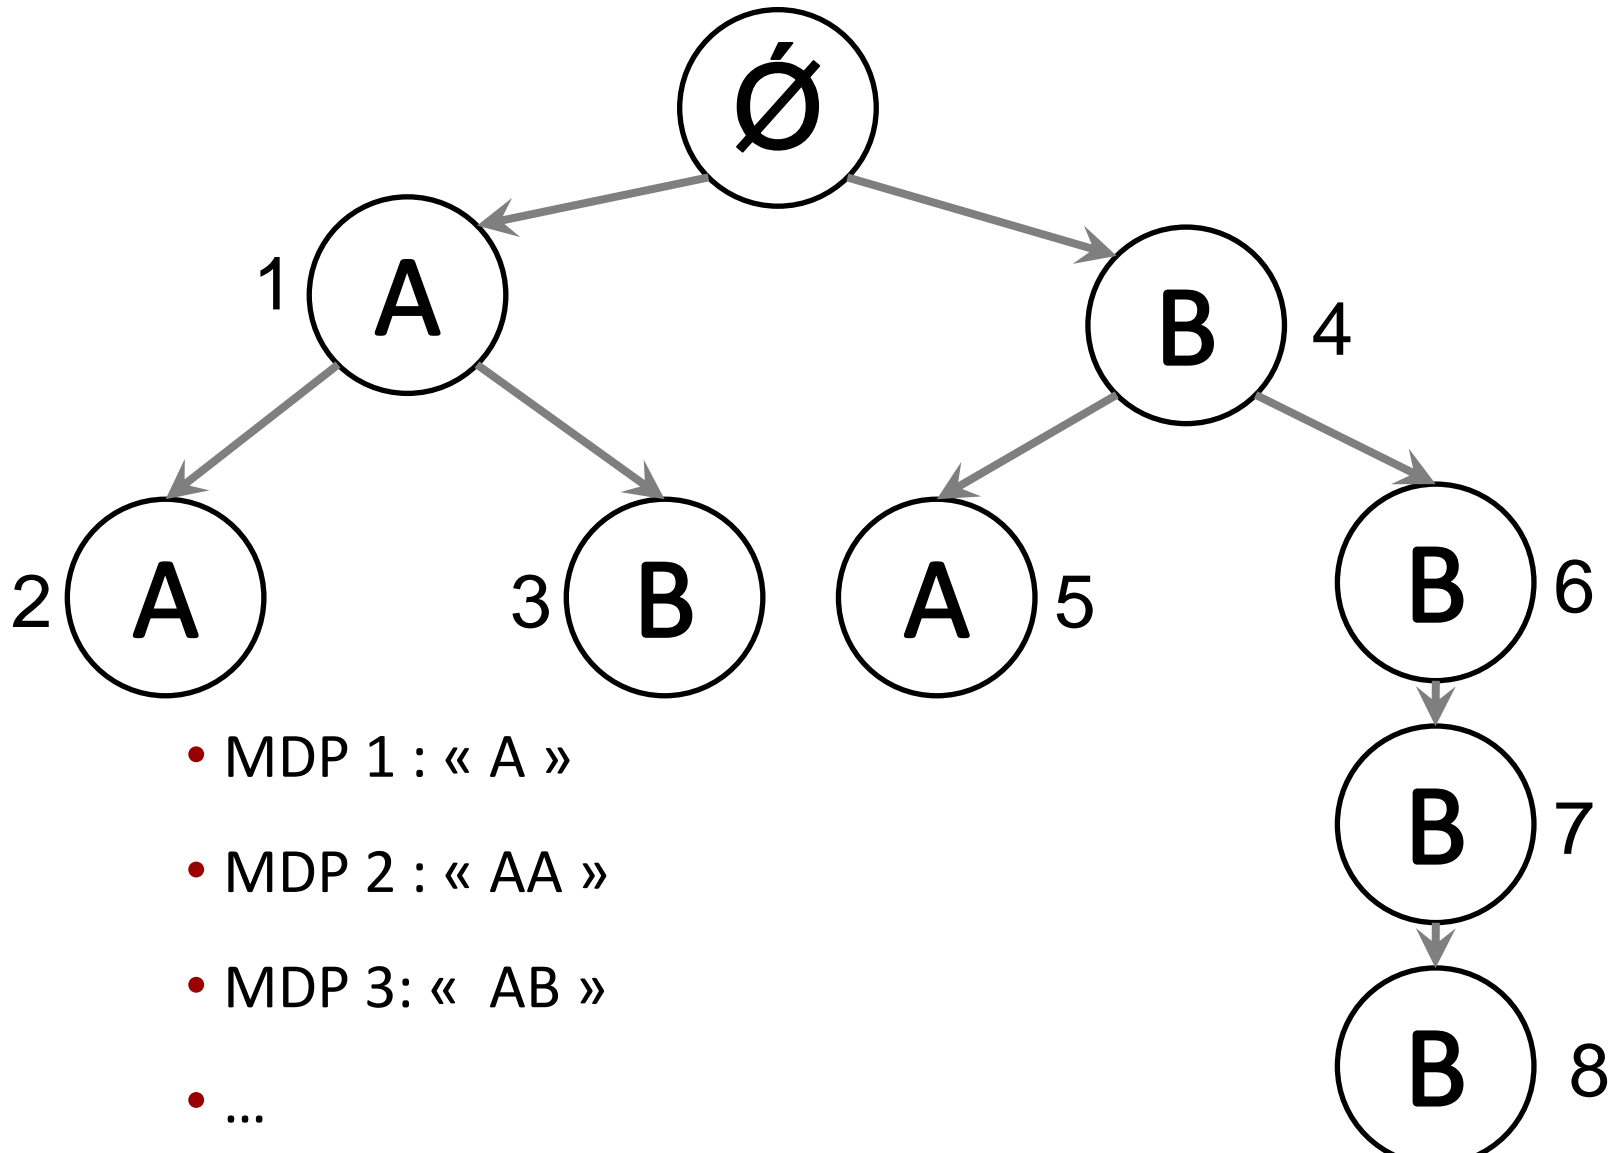 Ǿ
1 A
B 4
2 A
3 B
A 5
B 6
• MDP 1 : « A »
B 7
• MDP 2 : « AA »
• MDP 3: «  AB »
B 8
• ...